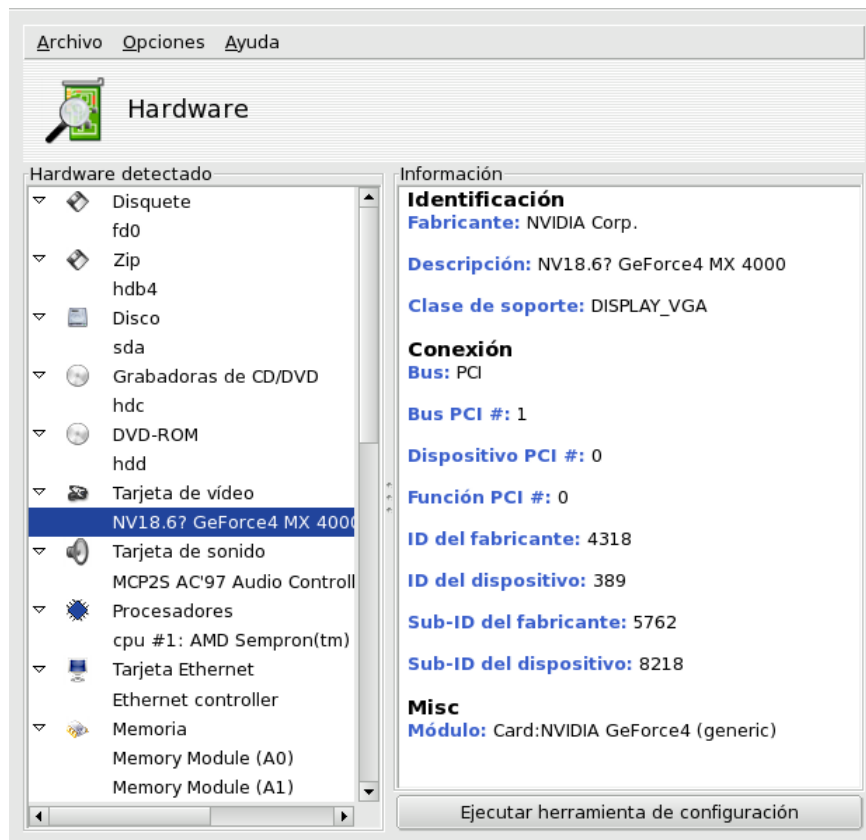 Archivo Opciones Ayuda
Hardware
Hardware detectado
Disquete
fd0
Zip
hdb4
Disco
sda
Grabadoras de CD/DVD
hdc
DVD-ROM
hdd
Tarjeta de vídeo
NV18.6? GeForce4 MX 4000
Tarjeta de sonido
MCP2S AC'97 Audio Controll
Procesadores
cpu #1: AMD Sempron(tm)
Tarjeta Ethernet
Ethernet controller
Memoria
Memory Module (A0)
Memory Module (A1)
Información
Identificación
Fabricante: NVIDIA Corp.
Descripción: NV18.6? GeForce4 MX 4000
Clase de soporte: DISPLAY_VGA
Conexión
Bus: PCI
Bus PCI #: 1
Dispositivo PCI #: 0
Función PCI #: 0
ID del fabricante: 4318
ID del dispositivo: 389
Sub-ID del fabricante: 5762
Sub-ID del dispositivo: 8218
Misc
Módulo: Card:NVIDIA GeForce4 (generic)
Ejecutar herramienta de configuración